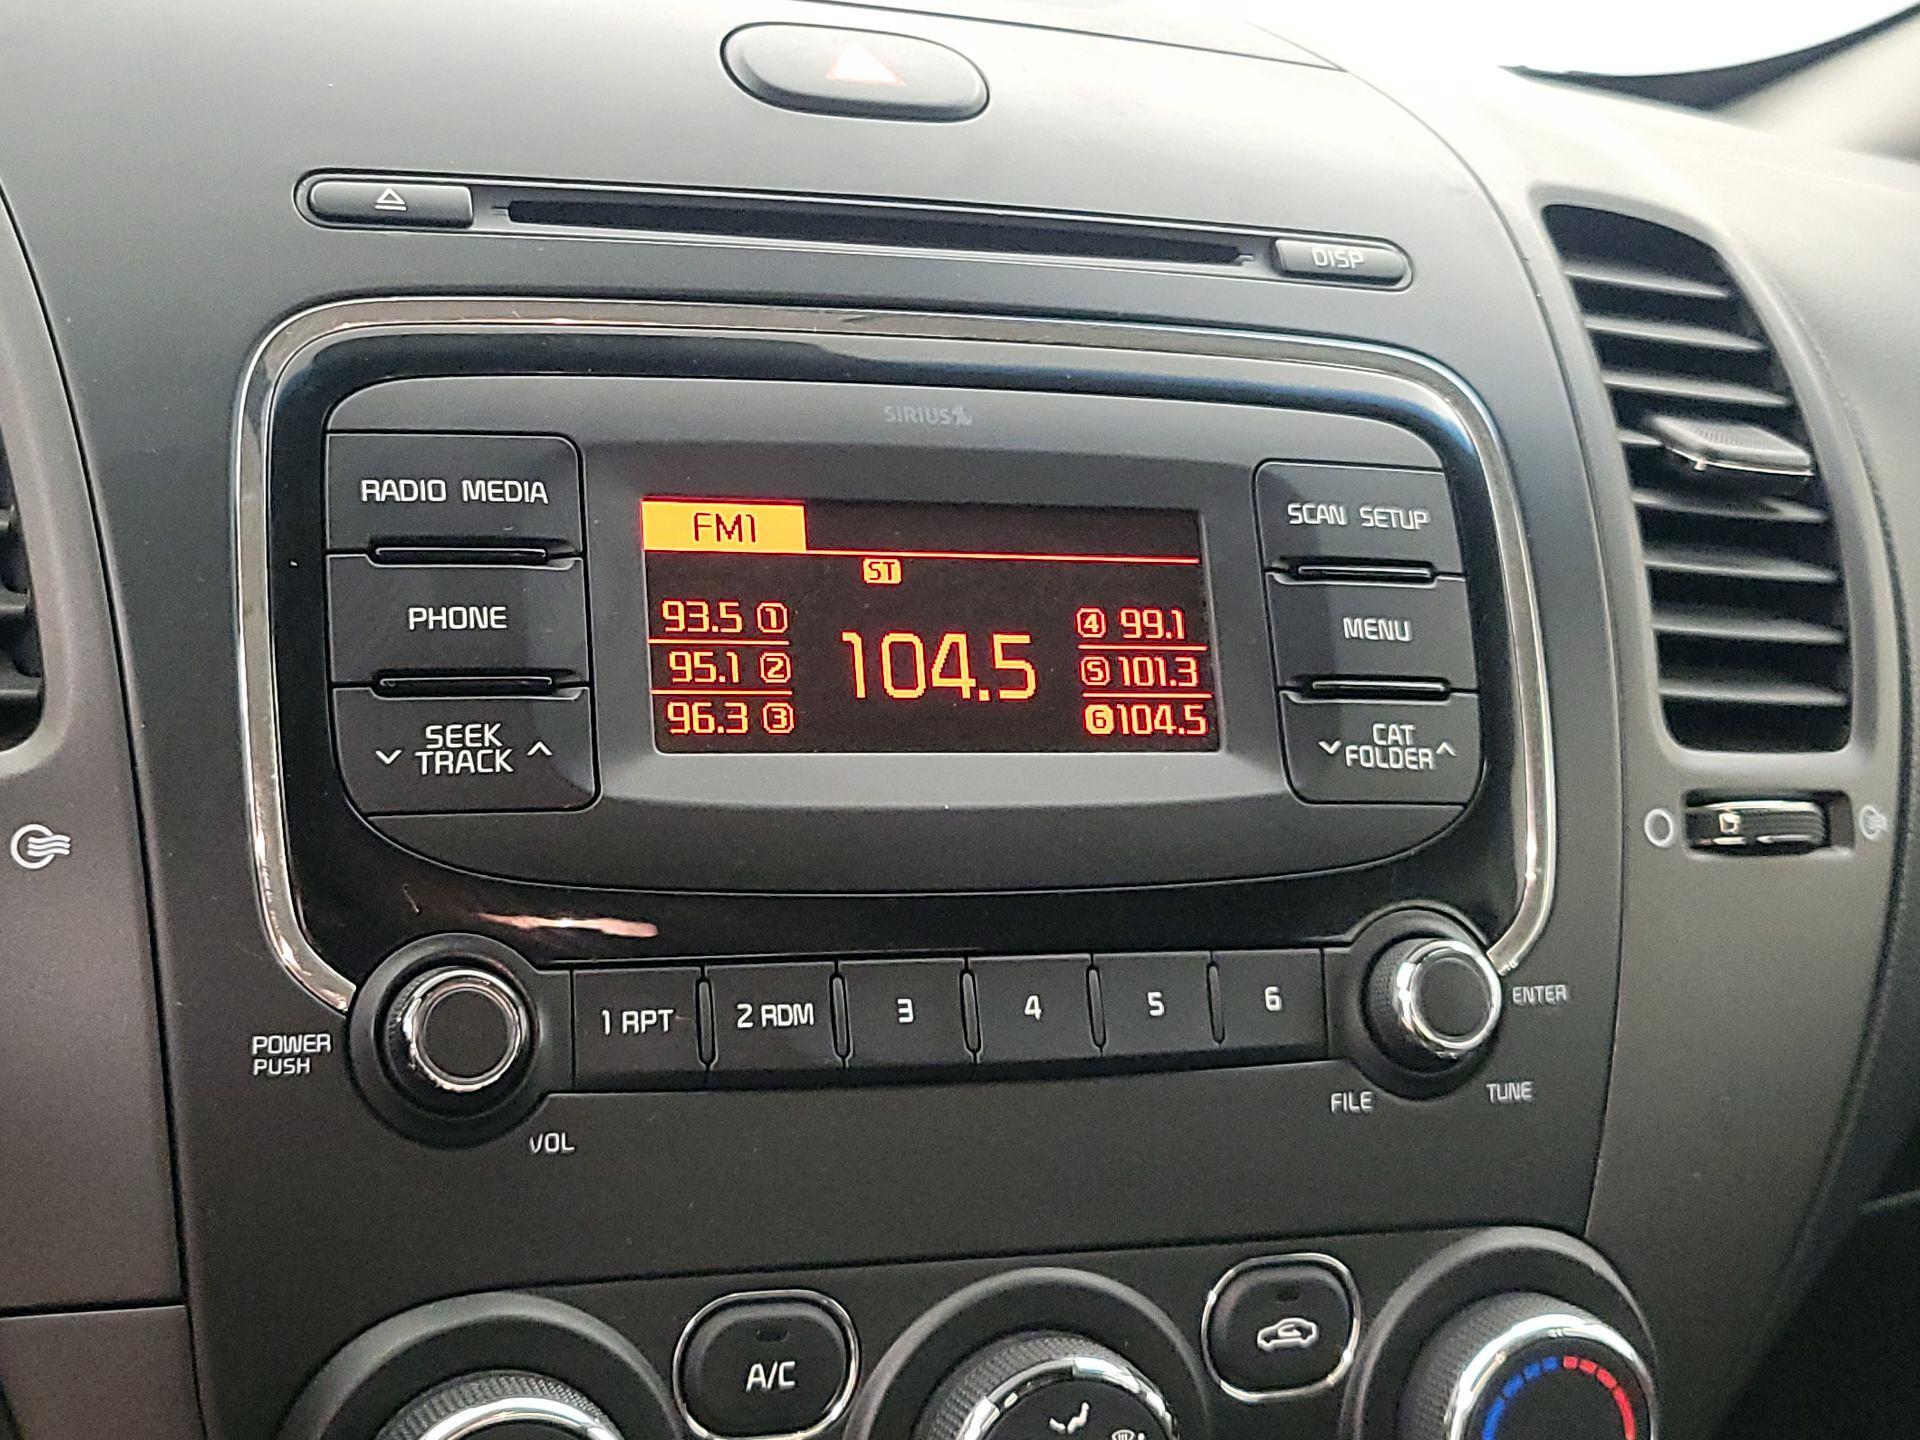 DISP
SIRIUS
RADIO MEDIA
PHONE
SEEK
TRACK
FM1
ST
93.5 1
95.1 2
96.3 3
104.5
4 99.1
5 101.3
6 104.5
SCAN SETUP
MENU
CAT
FOLDER
POWER
PUSH
VOL
1 RPT
2 RDM
3
4
5
6
ENTER
FILE
TUNE
A/C